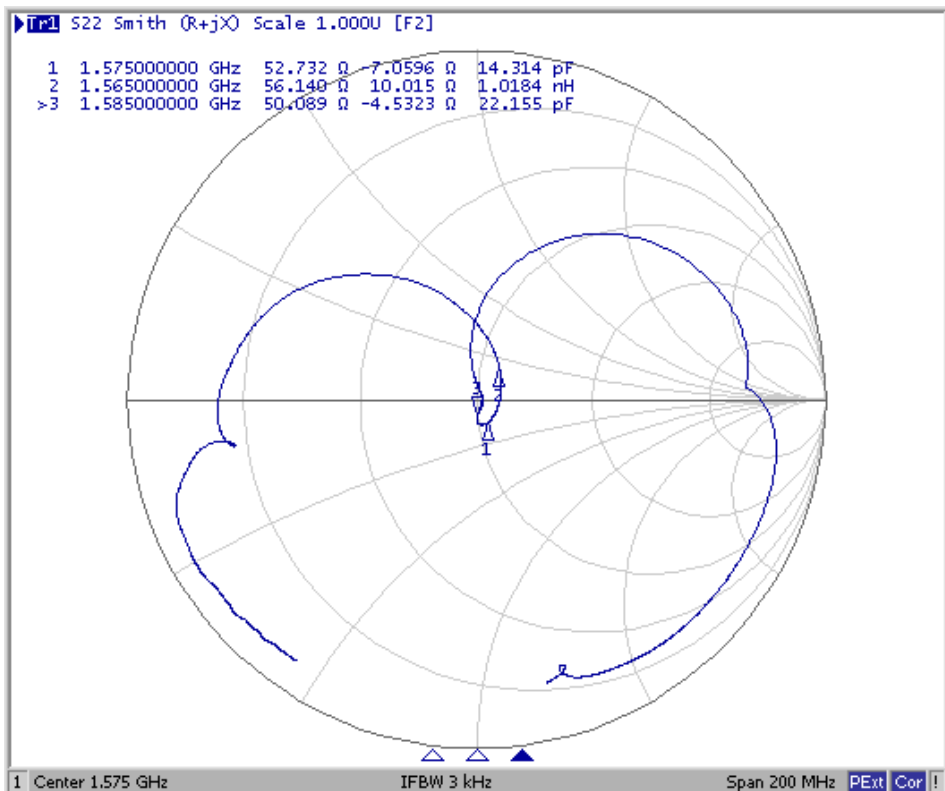 Tr1 S22 Smith (R+jX) Scale 1.000U [F2]
1 1.575000000 GHz 52.732 Ω -7.0596 Ω 14.314 pF
2 1.565000000 GHz 56.140 Ω 10.015 Ω 1.0184 nH
>3 1.585000000 GHz 50.089 Ω -4.5323 Ω 22.155 pF
1
1 Center 1.575 GHz IFBW 3 kHz Span 200 MHz PExt Cor !